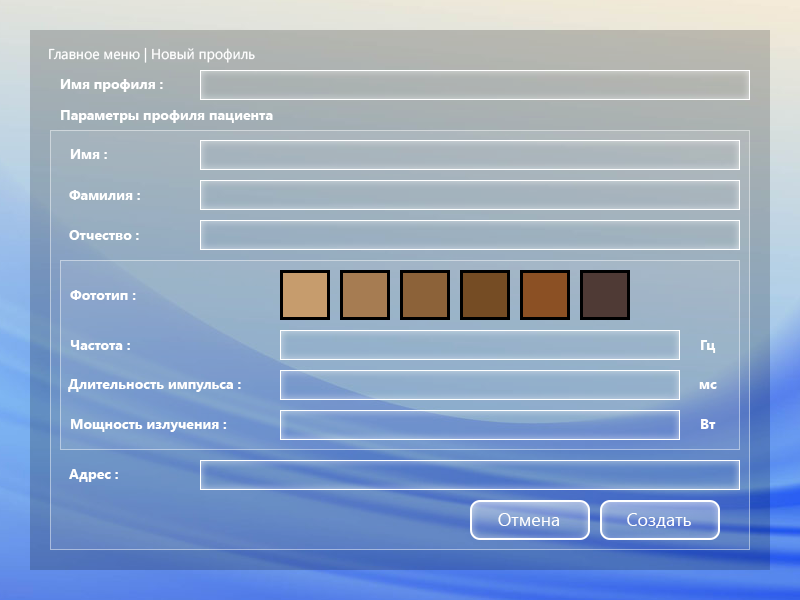 Главное меню | Новый профиль
Имя профиля :
Параметры профиля пациента
Имя :
Фамилия :
Отчество :
Фототип :
Частота : Гц
Длительность импульса : мс
Мощность излучения : Вт
Адрес :
Отмена Создать